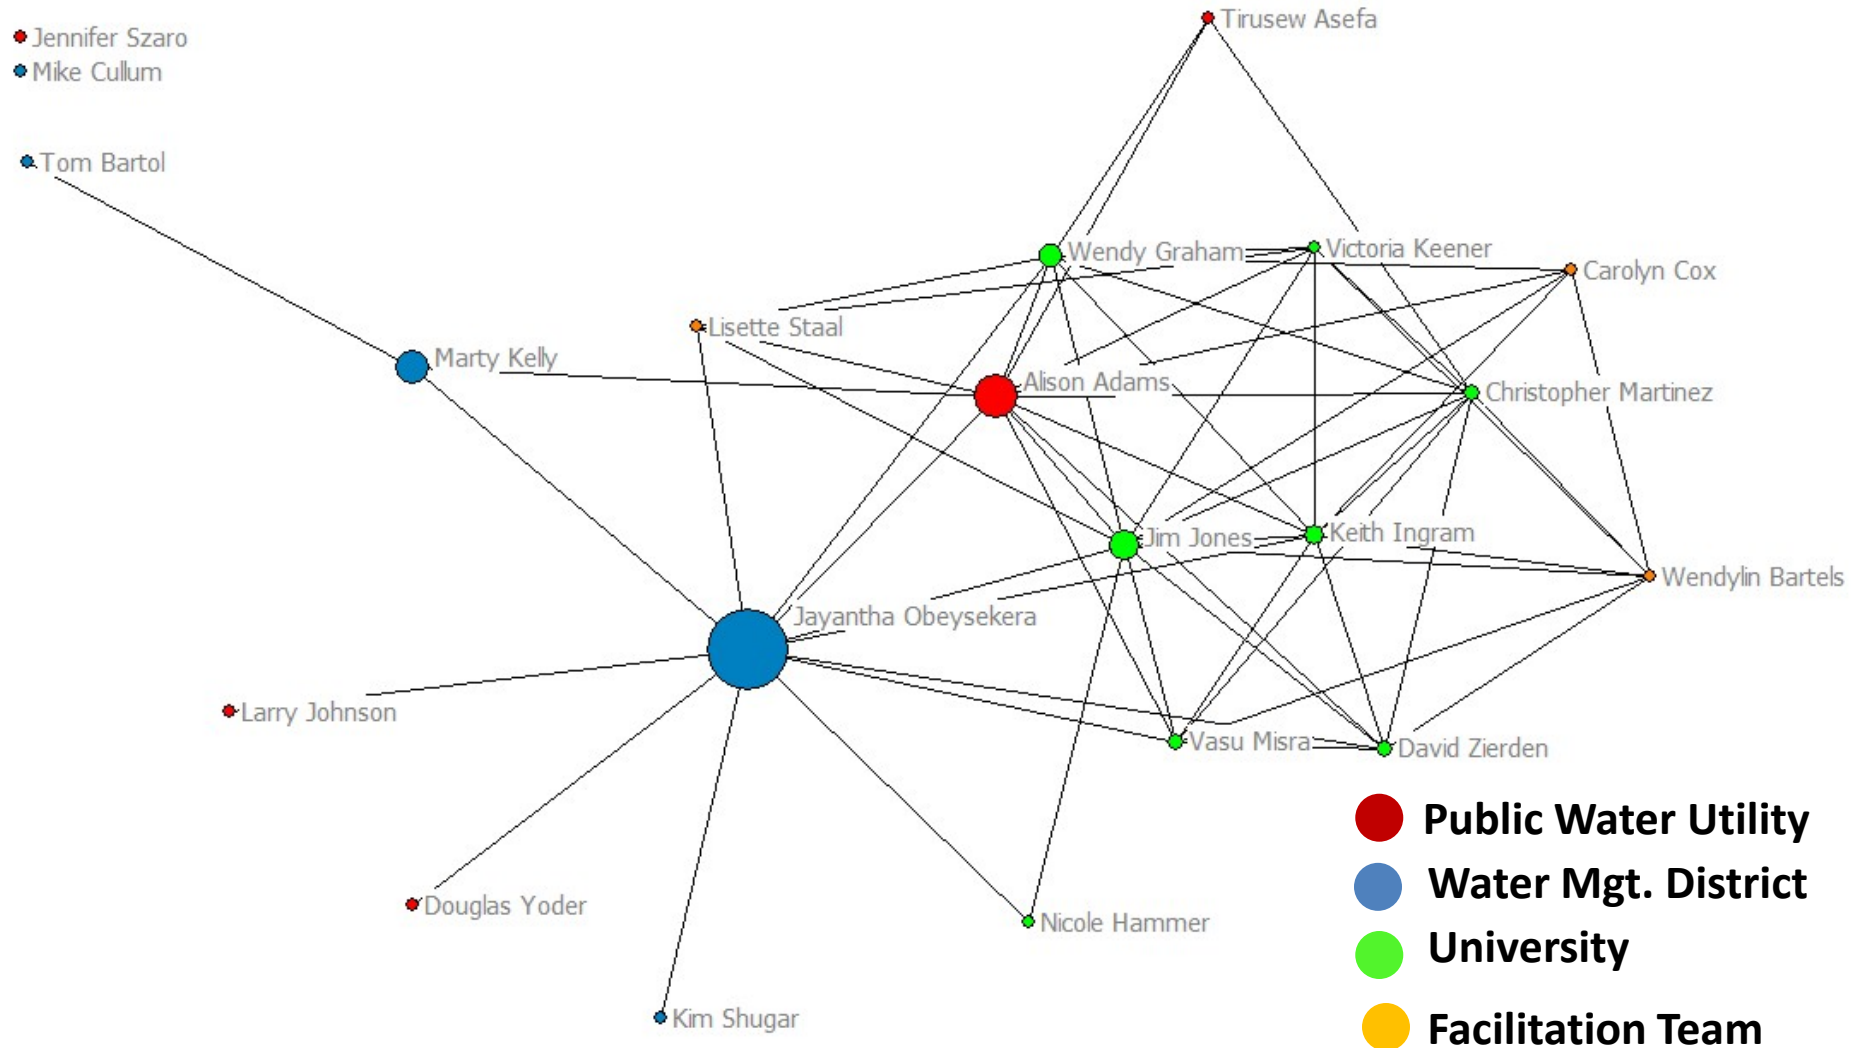 Tirusew Asefa
Jennifer Szaro
Mike Cullum
Tom Bartol
Wendy Graham
Victoria Keener
Carolyn Cox
Lisette Staal
Marty Kelly
Alison Adams
Christopher Martinez
Jim Jones
Keith Ingram
Wendylin Bartels
Jayantha Obeysekera
Larry Johnson
Vasu Misra
David Zierden
Public Water Utility
Water Mgt. District
Douglas Yoder
Nicole Hammer
University
Kim Shugar
Facilitation Team